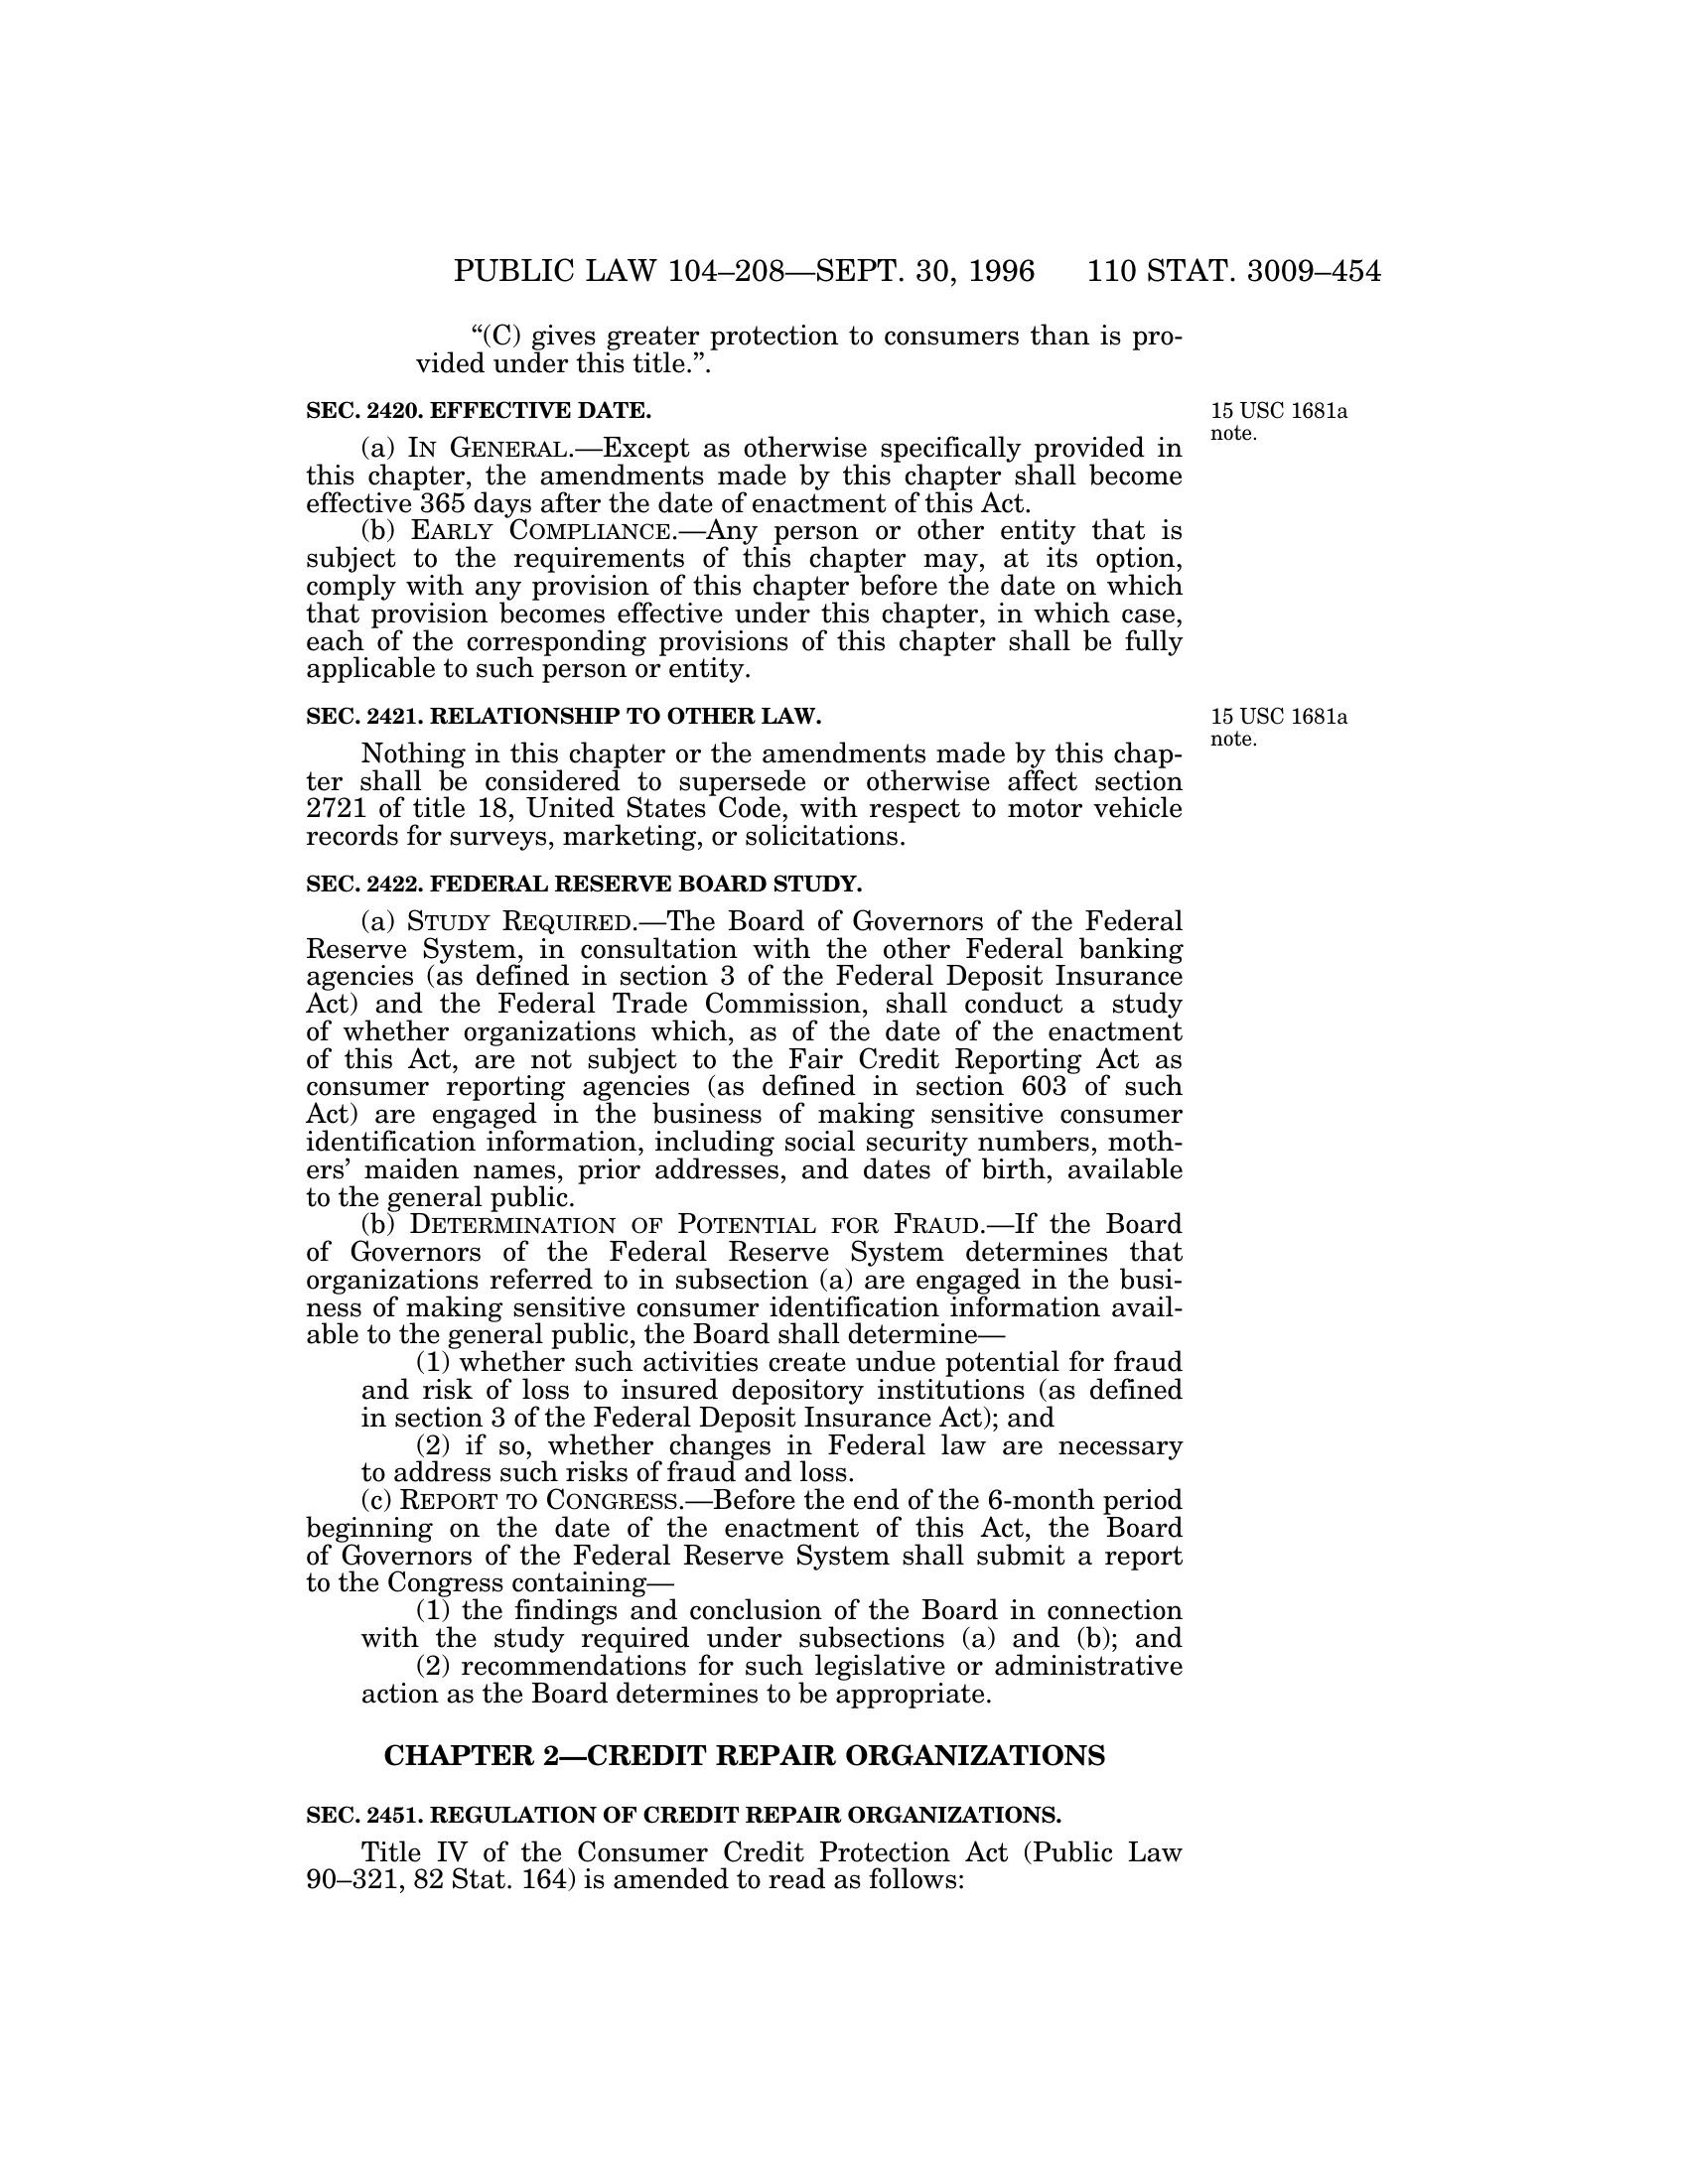 PUBLIC LAW 104–208—SEPT. 30, 1996 110 STAT. 3009–454
“(C) gives greater protection to consumers than is pro-
vided under this title.”.
SEC. 2420. EFFECTIVE DATE.
15 USC 1681a
note.
(a) IN GENERAL.—Except as otherwise specifically provided in
this chapter, the amendments made by this chapter shall become
effective 365 days after the date of enactment of this Act.
(b) EARLY COMPLIANCE.—Any person or other entity that is
subject to the requirements of this chapter may, at its option,
comply with any provision of this chapter before the date on which
that provision becomes effective under this chapter, in which case,
each of the corresponding provisions of this chapter shall be fully
applicable to such person or entity.
SEC. 2421. RELATIONSHIP TO OTHER LAW.
15 USC 1681a
note.
Nothing in this chapter or the amendments made by this chap-
ter shall be considered to supersede or otherwise affect section
2721 of title 18, United States Code, with respect to motor vehicle
records for surveys, marketing, or solicitations.
SEC. 2422. FEDERAL RESERVE BOARD STUDY.
(a) STUDY REQUIRED.—The Board of Governors of the Federal
Reserve System, in consultation with the other Federal banking
agencies (as defined in section 3 of the Federal Deposit Insurance
Act) and the Federal Trade Commission, shall conduct a study
of whether organizations which, as of the date of the enactment
of this Act, are not subject to the Fair Credit Reporting Act as
consumer reporting agencies (as defined in section 603 of such
Act) are engaged in the business of making sensitive consumer
identification information, including social security numbers, moth-
ers’ maiden names, prior addresses, and dates of birth, available
to the general public.
(b) DETERMINATION OF POTENTIAL FOR FRAUD.—If the Board
of Governors of the Federal Reserve System determines that
organizations referred to in subsection (a) are engaged in the busi-
ness of making sensitive consumer identification information avail-
able to the general public, the Board shall determine—
(1) whether such activities create undue potential for fraud
and risk of loss to insured depository institutions (as defined
in section 3 of the Federal Deposit Insurance Act); and
(2) if so, whether changes in Federal law are necessary
to address such risks of fraud and loss.
(c) REPORT TO CONGRESS.—Before the end of the 6-month period
beginning on the date of the enactment of this Act, the Board
of Governors of the Federal Reserve System shall submit a report
to the Congress containing—
(1) the findings and conclusion of the Board in connection
with the study required under subsections (a) and (b); and
(2) recommendations for such legislative or administrative
action as the Board determines to be appropriate.
CHAPTER 2—CREDIT REPAIR ORGANIZATIONS
SEC. 2451. REGULATION OF CREDIT REPAIR ORGANIZATIONS.
Title IV of the Consumer Credit Protection Act (Public Law
90–321, 82 Stat. 164) is amended to read as follows: